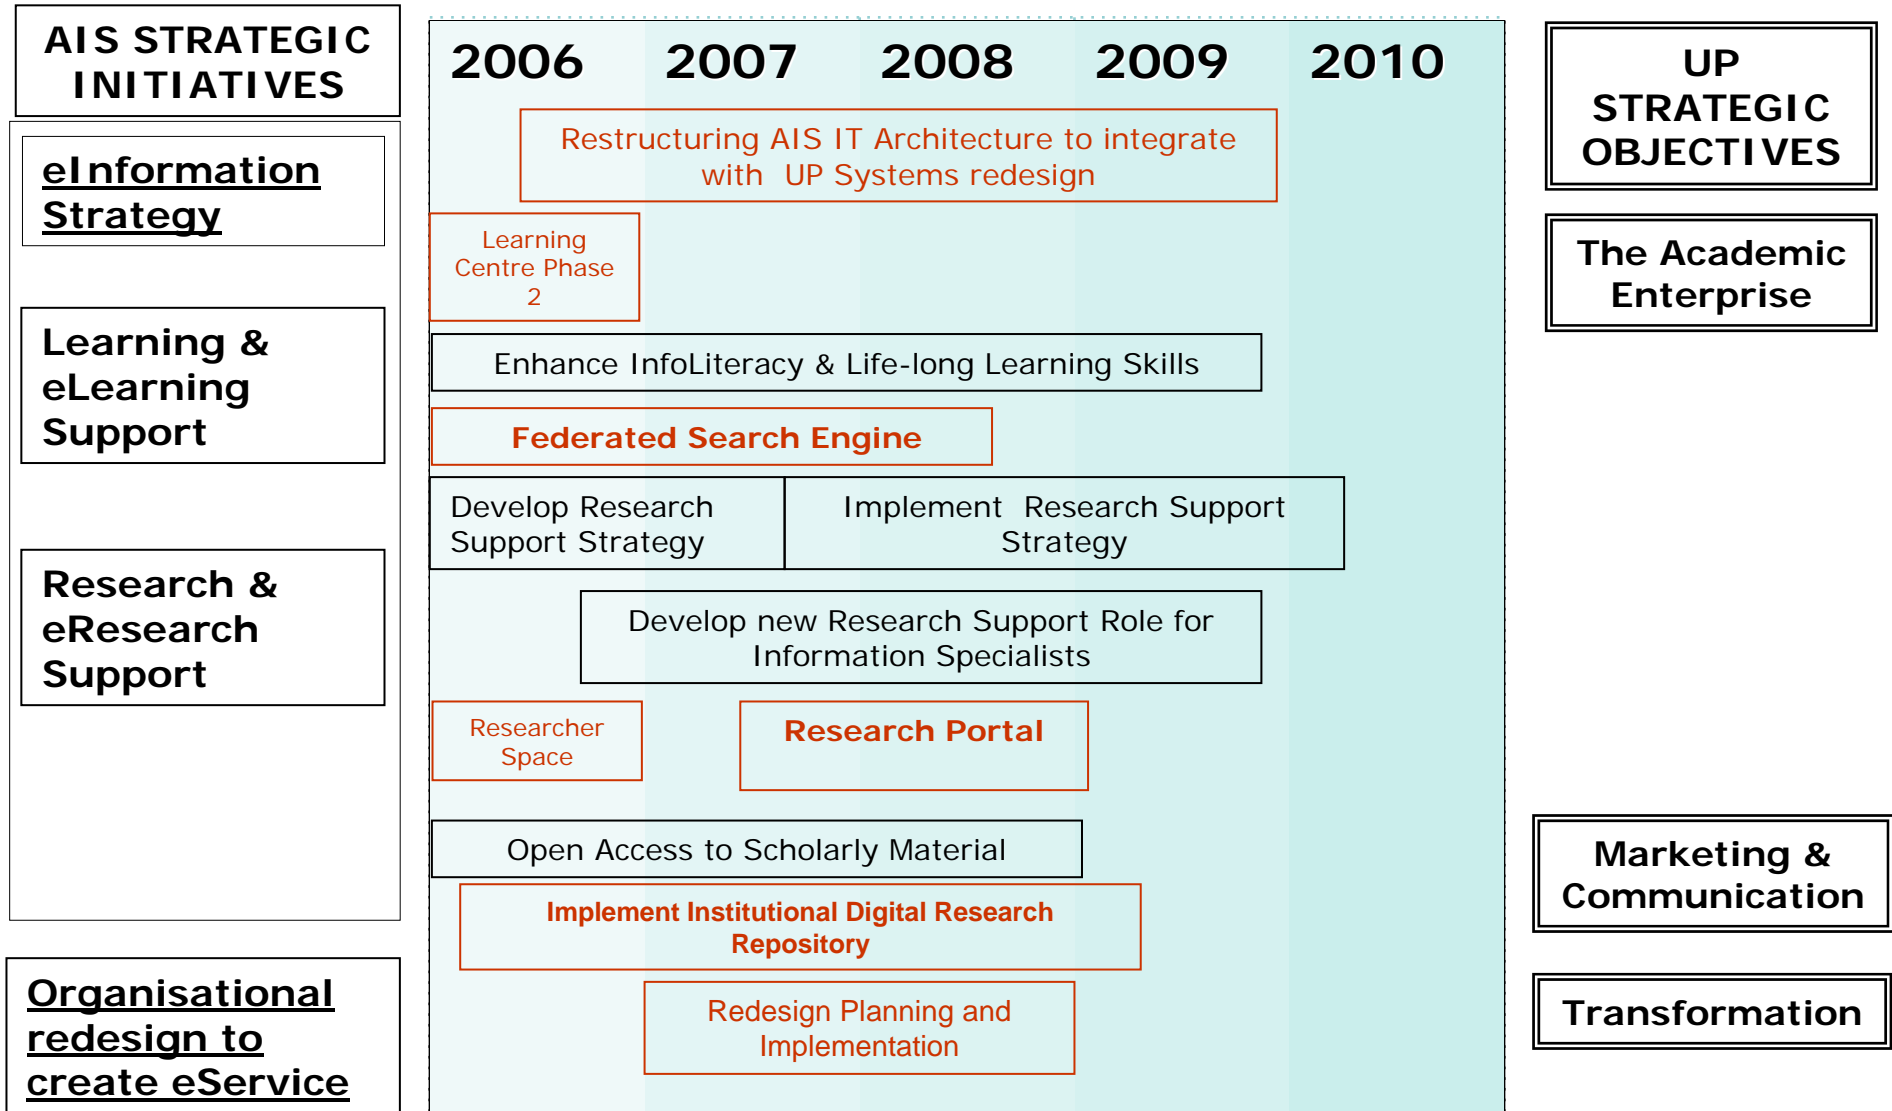 AIS STRATEGIC
INITIATIVES
eInformation
Strategy
Learning &
eLearning
Support
Research &
eResearch
Support
Organisational
redesign to
create eService
2006 2007 2008 2009 2010
Restructuring AIS IT Architecture to integrate
with UP Systems redesign
Learning
Centre Phase
2
Enhance InfoLiteracy & Life-long Learning Skills
Federated Search Engine
Develop Research
Support Strategy
Implement Research Support
Strategy
Develop new Research Support Role for
Information Specialists
Researcher
Space
Research Portal
Open Access to Scholarly Material
Implement Institutional Digital Research
Repository
Redesign Planning and
Implementation
UP
STRATEGIC
OBJECTIVES
The Academic
Enterprise
Marketing &
Communication
Transformation